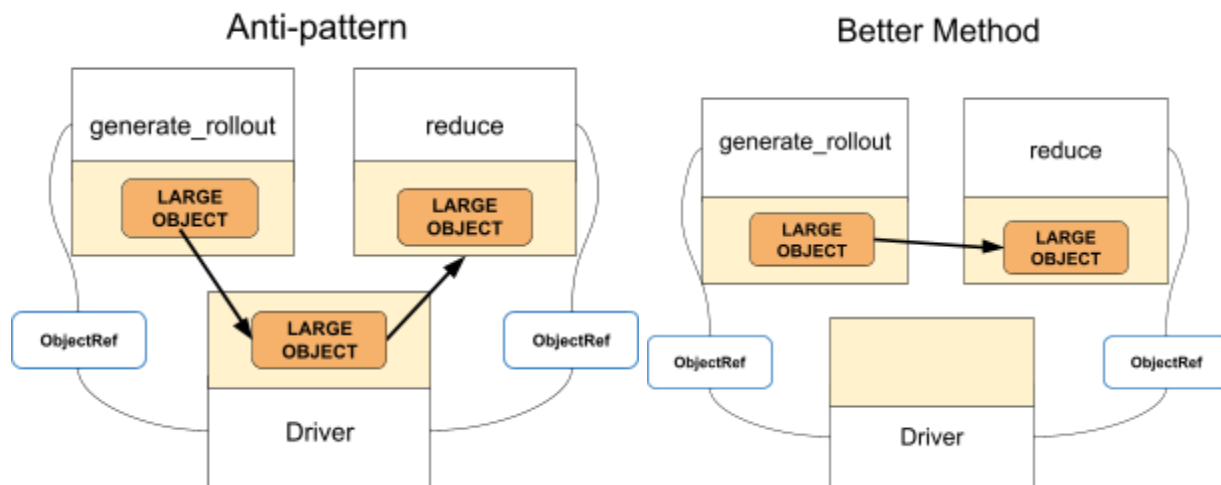 Anti-pattern
generate_rollout
reduce
LARGE
OBJECT
LARGE
OBJECT
ObjectRef
LARGE
OBJECT
ObjectRef
Driver
Better Method
generate_rollout
reduce
LARGE
OBJECT
LARGE
OBJECT
ObjectRef
ObjectRef
Driver